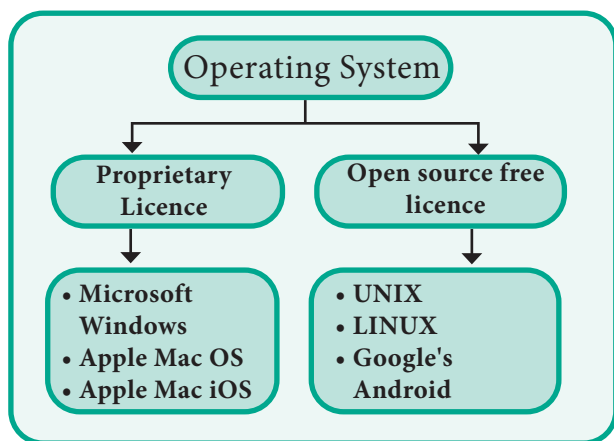 Operating System
Proprietary
Licence
Open source free
licence
• Microsoft
Windows
• Apple Mac OS
• Apple Mac iOS
• UNIX
• LINUX
• Google's
Android